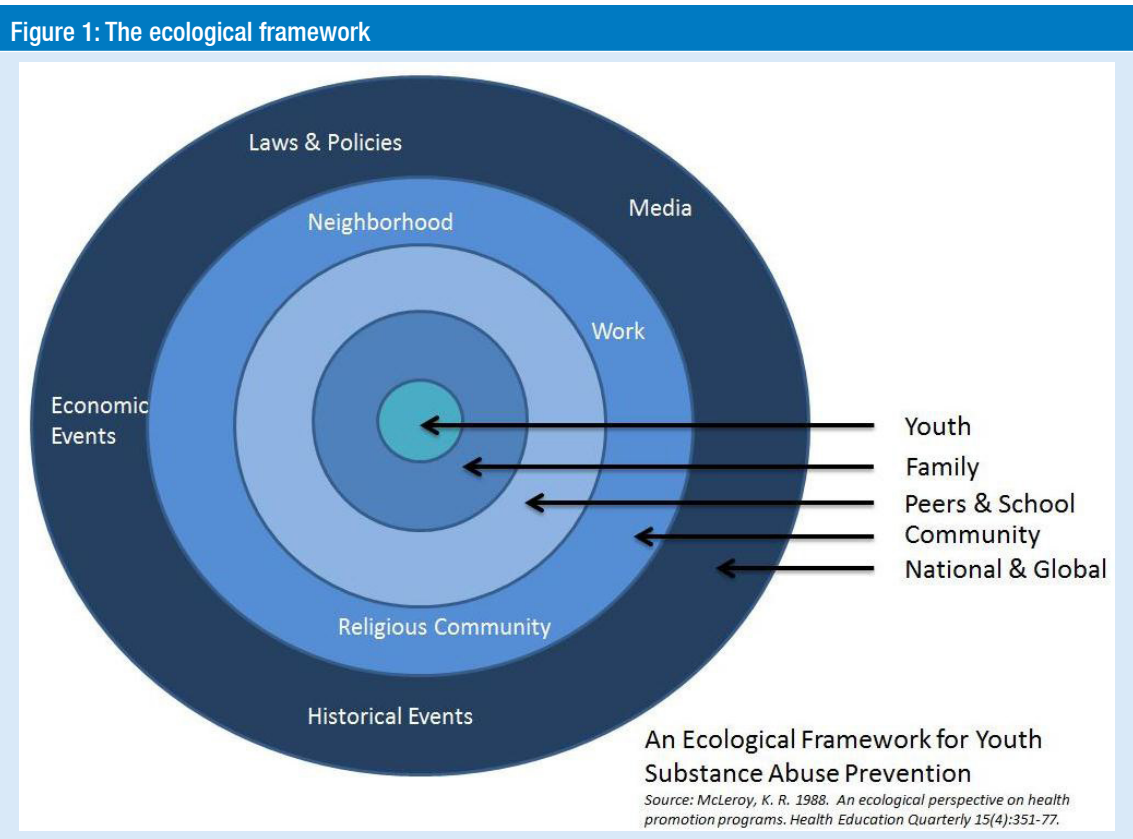 Figure 1: The ecological framework
Laws & Policies
Media
Neighborhood
Work
Economic
Events
Youth
Family
Peers & School
Community
National & Global
Religious Community
Historical Events
An Ecological Framework for Youth
Substance Abuse Prevention
Source: McLeroy, K. R. 1988. An ecological perspective on health
promotion programs. Health Education Quarterly 15(4):351-77.